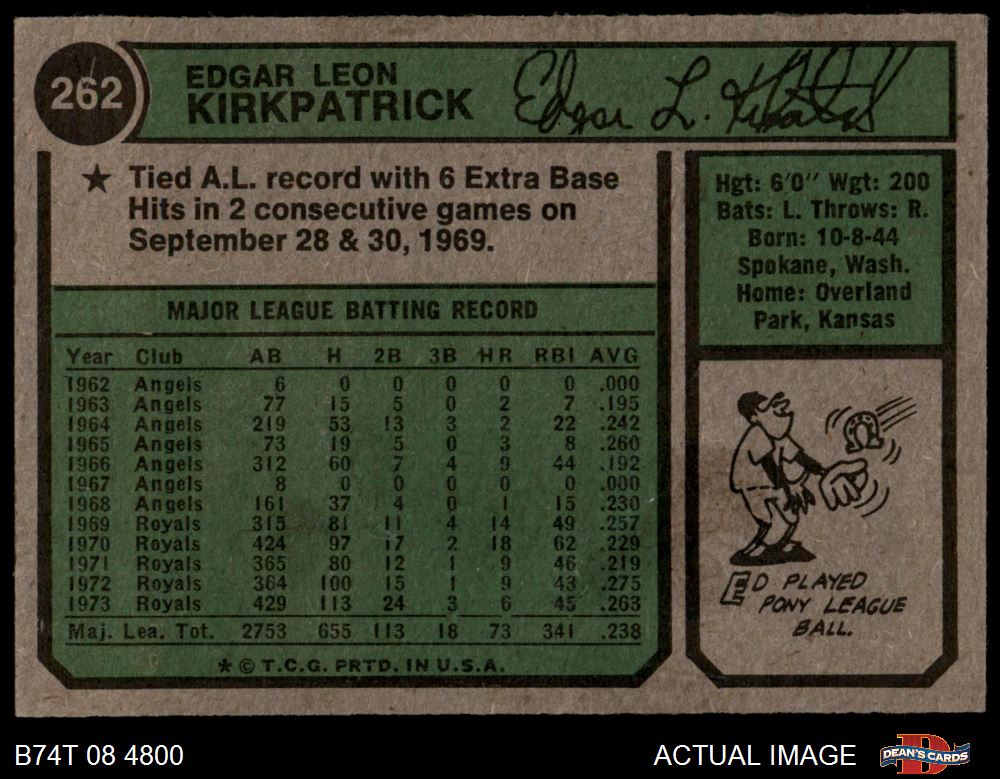 262
EDGAR LEON
KIRKPATRICK
Edgar L. Kirkpatrick
★ Tied A.L. record with 6 Extra Base
Hits in 2 consecutive games on
September 28 & 30, 1969.
MAJOR LEAGUE BATTING RECORD
Year Club AB H 2B 3B HR RBI AVG
1962 Angels 6 0 0 0 0 0 .000
1963 Angels 77 15 5 0 2 7 .195
1964 Angels 219 53 13 3 2 22 .242
1965 Angels 73 19 5 0 3 8 .260
1966 Angels 312 60 7 4 9 44 .192
1967 Angels 8 0 0 0 0 0 .000
1968 Angels 161 37 4 0 1 15 .230
1969 Royals 315 81 11 4 14 49 .257
1970 Royals 424 97 17 2 18 62 .229
1971 Royals 365 80 12 1 9 46 .219
1972 Royals 364 100 15 1 9 43 .275
1973 Royals 429 113 24 3 6 45 .263
Maj. Lea. Tot. 2753 655 113 18 73 341 .238
* © T.C.G. PRTD. IN U.S.A.
Hgt: 6'0" Wgt: 200
Bats: L. Throws: R.
Born: 10-8-44
Spokane, Wash.
Home: Overland
Park, Kansas
ED PLAYED
PONY LEAGUE
BALL.
B74T 08 4800
ACTUAL IMAGE
DEAN'S CARDS